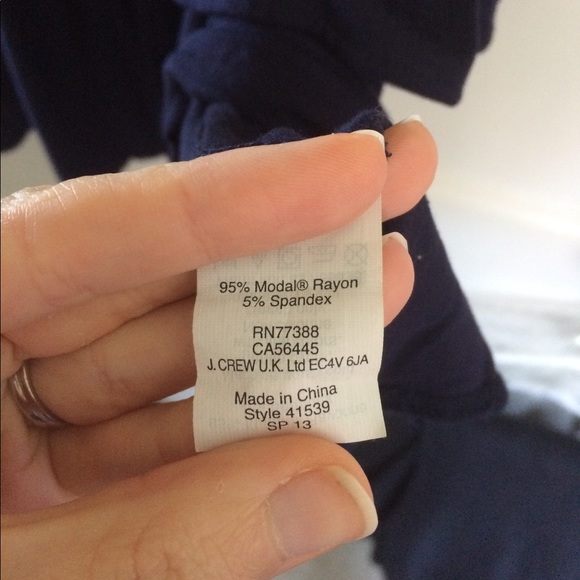 95% Modal® Rayon
5% Spandex
RN77388
CA56445
J. CREW U.K. Ltd EC4V 6JA
Made in China
Style 41539
SP 13